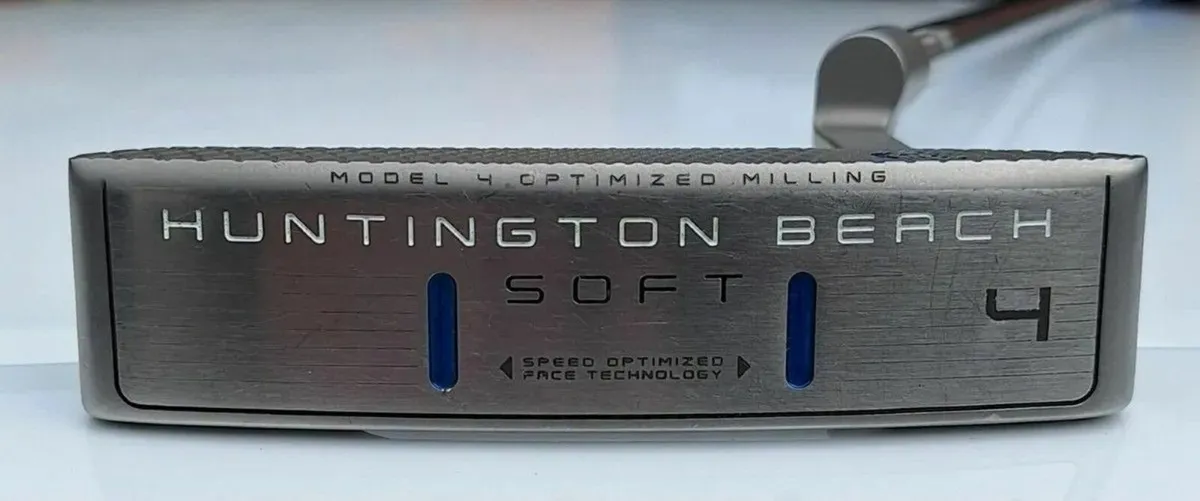 MODEL 4 OPTIMIZED MILLING
HUNTINGTON BEACH
SOFT
4
SPEED OPTIMIZED
FACE TECHNOLOGY